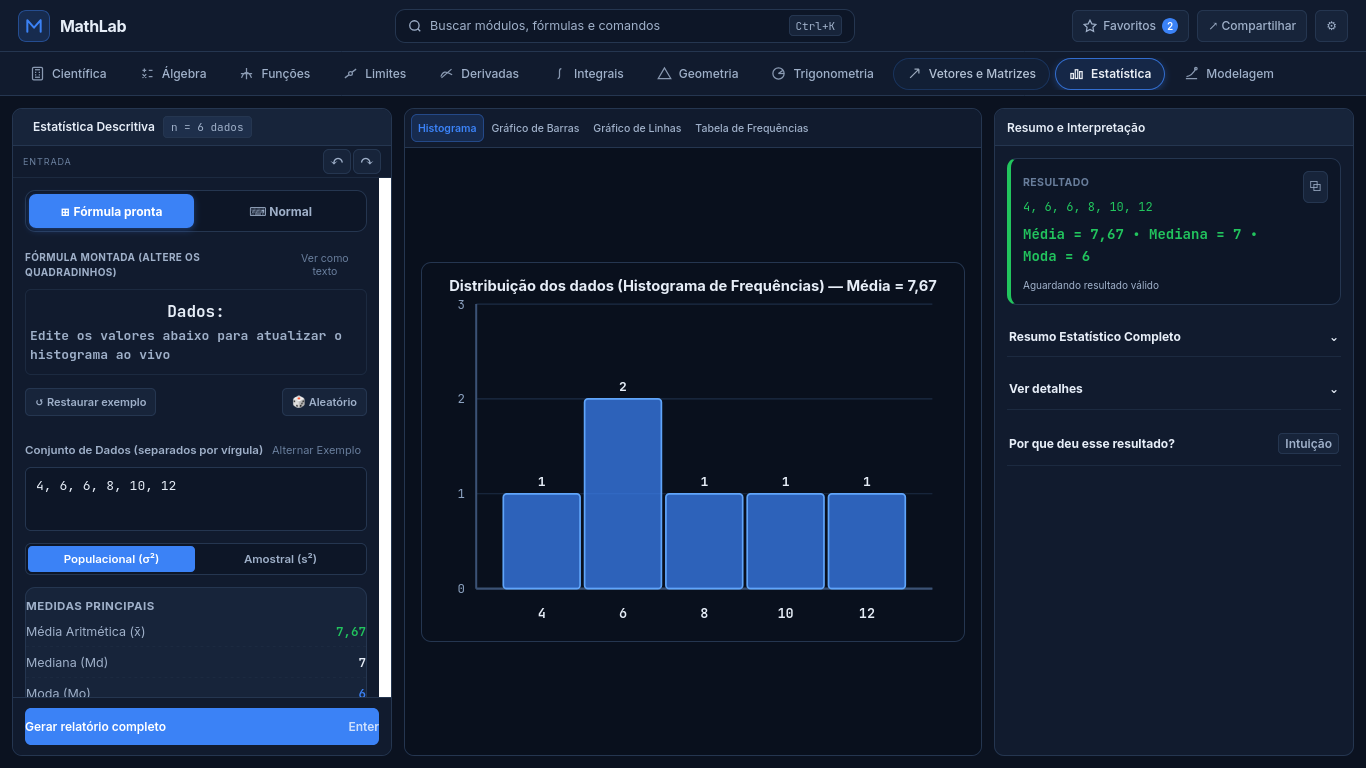 MathLab
Buscar módulos, fórmulas e comandos
Ctrl+K
Favoritos 2
Compartilhar
Científica
Álgebra
Funções
Limites
Derivadas
Integrais
Geometria
Trigonometria
Vetores e Matrizes
Estatística
Modelagem
Estatística Descritiva
n = 6 dados
ENTRADA
Fórmula pronta
Normal
FÓRMULA MONTADA (ALTERE OS
QUADRADINHOS)
Ver como
texto
Dados:
Edite os valores abaixo para atualizar o
histograma ao vivo
Restaurar exemplo
Aleatório
Conjunto de Dados (separados por vírgula)
Alternar Exemplo
4, 6, 6, 8, 10, 12
Populacional (σ²)
Amostral (s²)
MEDIDAS PRINCIPAIS
Média Aritmética (x̄)
7,67
Mediana (Md)
7
Moda (Mo)
6
Gerar relatório completo
Enter
Histograma
Gráfico de Barras
Gráfico de Linhas
Tabela de Frequências
Distribuição dos dados (Histograma de Frequências) — Média = 7,67
3
2
1
0
1
2
1
1
1
4
6
8
10
12
Resumo e Interpretação
RESULTADO
4, 6, 6, 8, 10, 12
Média = 7,67 • Mediana = 7 •
Moda = 6
Aguardando resultado válido
Resumo Estatístico Completo
Ver detalhes
Por que deu esse resultado?
Intuição